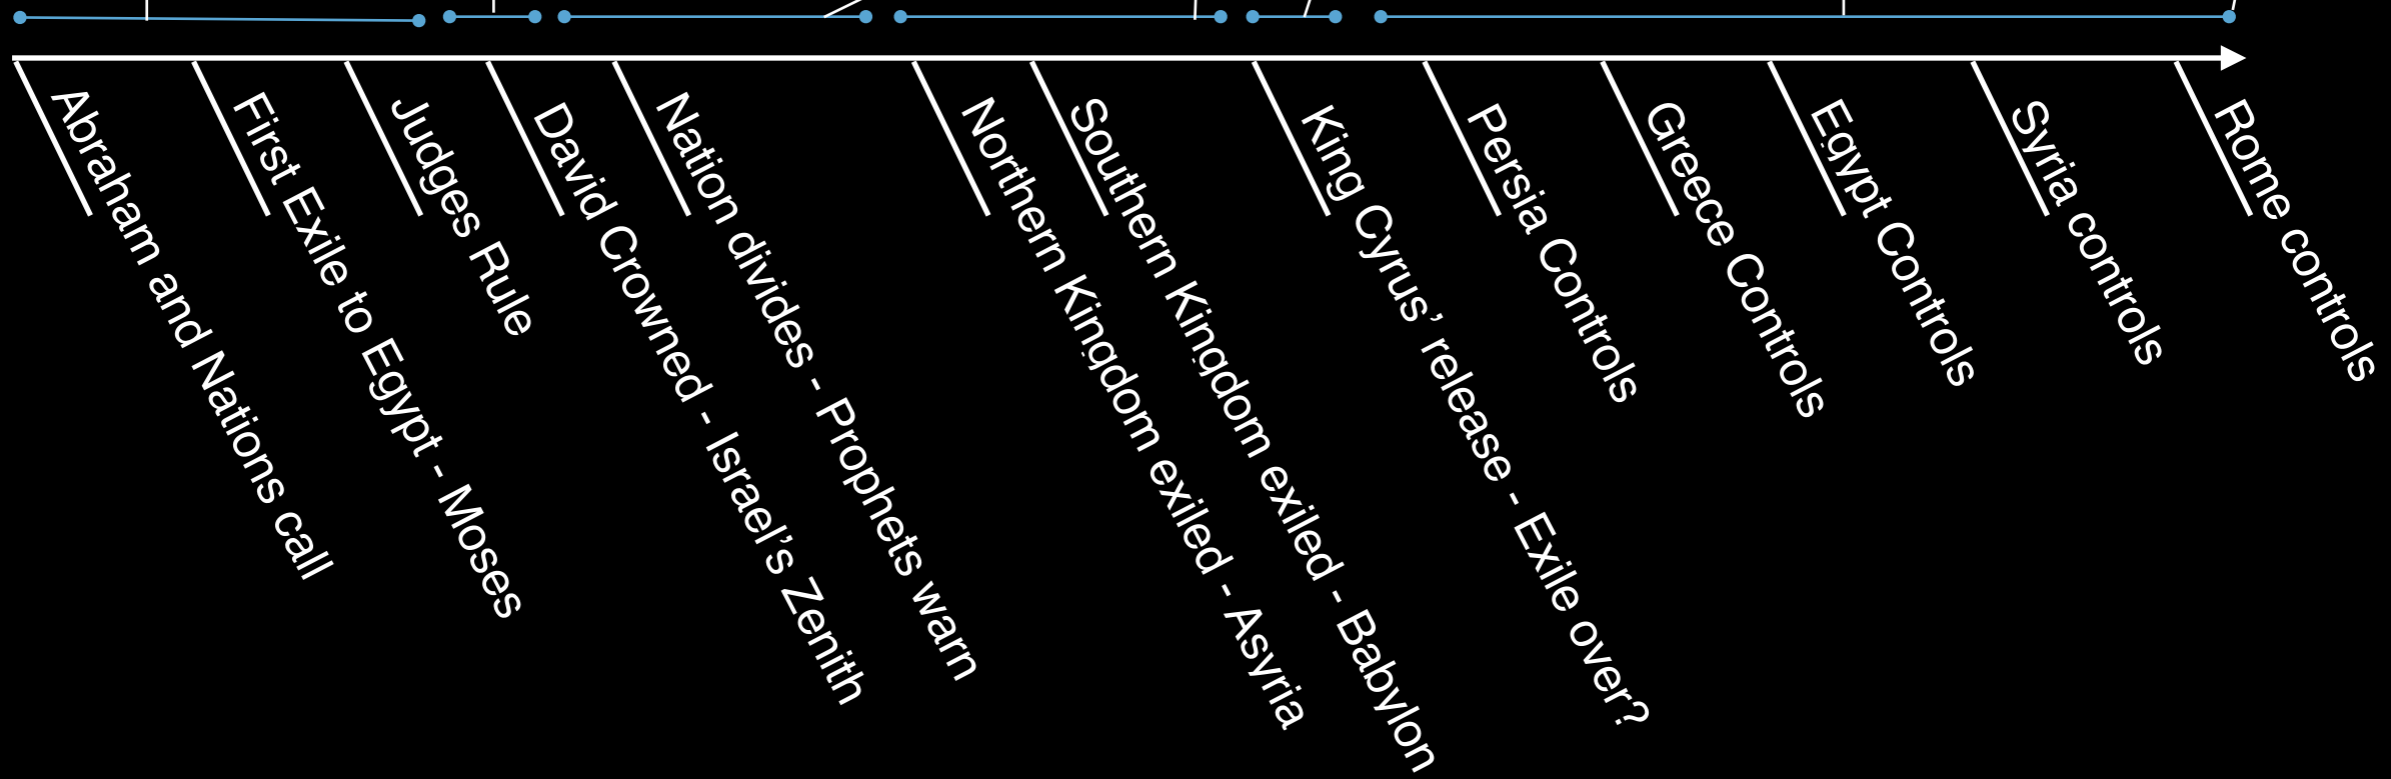 Abraham and Nations call
First Exile to Egypt - Moses
Judges Rule
David Crowned - Israel’s Zenith
Nation divides - Prophets warn
Northern Kingdom exiled - Asyria
Southern Kingdom exiled - Babylon
King Cyrus’ release - Exile over?
Persia Controls
Greece Controls
Egypt Controls
Syria controls
Rome controls